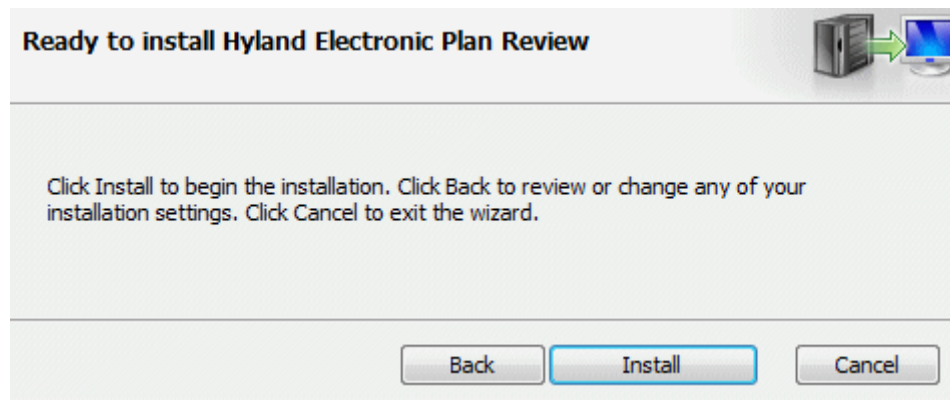 Ready to install Hyland Electronic Plan Review
Click Install to begin the installation. Click Back to review or change any of your
installation settings. Click Cancel to exit the wizard.
Back
Install
Cancel